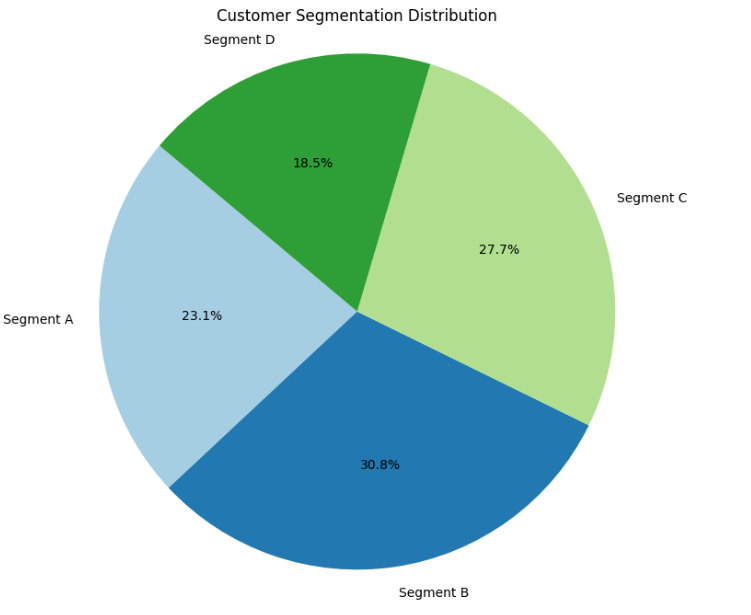 Customer Segmentation Distribution
Segment D
18.5%
Segment C
27.7%
Segment A
23.1%
30.8%
Segment B